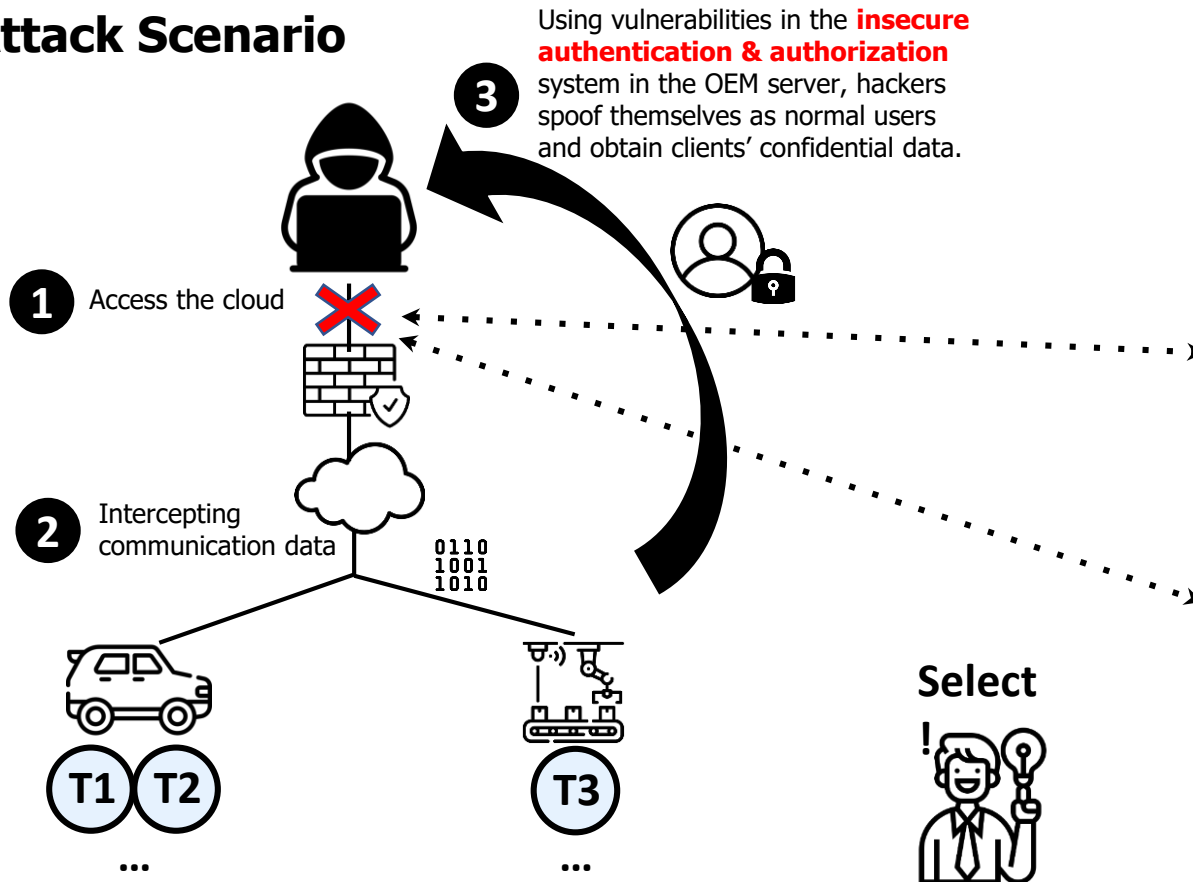 ttack Scenario
3
Using vulnerabilities in the insecure
authentication & authorization
system in the OEM server, hackers
spoof themselves as normal users
and obtain clients’ confidential data.
1
Access the cloud
2
Intercepting
communication data
0110
1001
1010
T1 T2
...
T3
...
Select
!